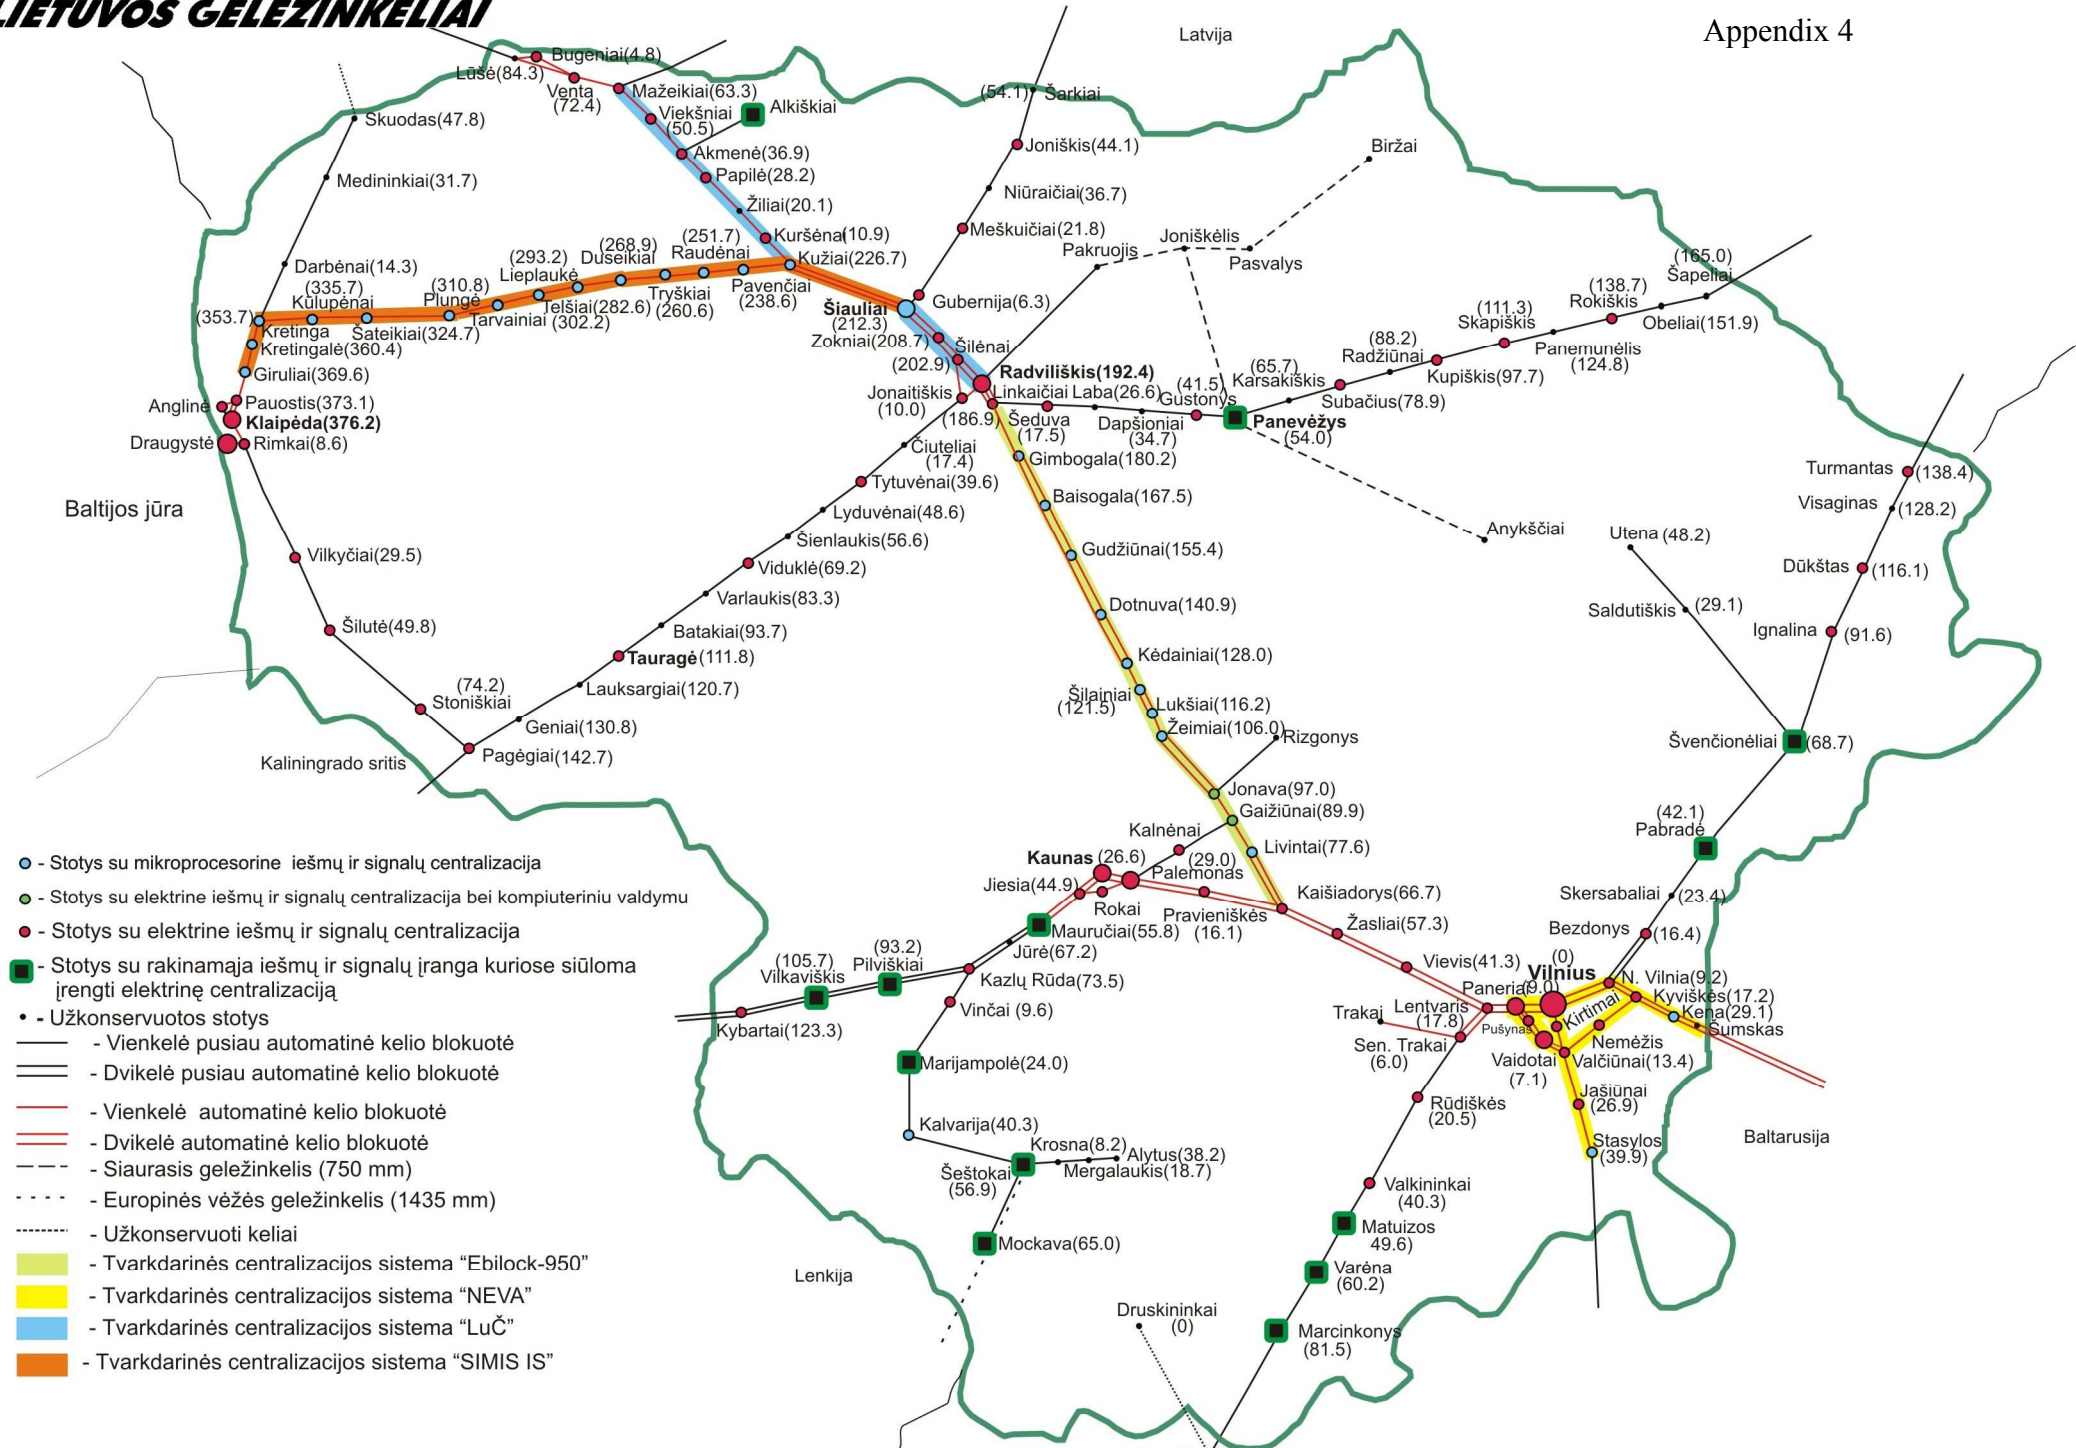 LIETUVOS GELEŽINKELIAI
Appendix 4
Latvija
Bugeniai(4.8)
Lūšė(84.3)
Venta
(72.4)
Mažeikiai(63.3)
Viekšniai
(50.5)
Alkiškiai
Akmenė(36.9)
Papilė(28.2)
Žiliai(20.1)
Kuršėnai(10.9)
Kužiai(226.7)
Skuodas(47.8)
Medininkiai(31.7)
Darbėnai(14.3)
(335.7)
Kūlupėnai
(353.7)
Kretinga
Kretingalė(360.4)
Giruliai(369.6)
Šateikiai(324.7)
(310.8)
Plungė
Tarvainiai (302.2)
(293.2)
Lieplaukė
Telšiai(282.6)
(268.9)
Duseikiai
Tryškiai
(260.6)
(251.7)
Raudėnai
Pavenčiai
(238.6)
(54.1)
Šarkiai
Joniškis(44.1)
Niūraičiai(36.7)
Meškuičiai(21.8)
Gubernija(6.3)
Šiauliai
(212.3)
Zokniai(208.7)
Šilėnai
(202.9)
Radviliškis(192.4)
Jonaitiškis
(10.0)
Linkaičiai
(186.9)
Pakruojis
Joniškėlis
Pasvalys
Biržai
Šeduva
(17.5)
Laba(26.6)
Dapšioniai
(34.7)
(41.5)
Gustonys
Panevėžys
(54.0)
(65.7)
Karsakiškis
Subačius(78.9)
(88.2)
Radžiūnai
Kupiškis(97.7)
(111.3)
Skapiškis
Panemunėlis
(124.8)
(138.7)
Rokiškis
Obeliai(151.9)
(165.0)
Šapeliai
Anglinė
Pauostis(373.1)
Klaipėda(376.2)
Draugystė
Rimkai(8.6)
Baltijos jūra
Vilkyčiai(29.5)
Šilutė(49.8)
(74.2)
Stoniškiai
Pagėgiai(142.7)
Kaliningrado sritis
Čiuteliai
(17.4)
Tytuvėnai(39.6)
Lyduvėnai(48.6)
Šienlaukis(56.6)
Viduklė(69.2)
Varlaukis(83.3)
Batakiai(93.7)
Tauragė(111.8)
Lauksargiai(120.7)
Geniai(130.8)
Gimbogala(180.2)
Baisogala(167.5)
Gudžiūnai(155.4)
Dotnuva(140.9)
Kėdainiai(128.0)
Šilainiai
(121.5)
Lukšiai(116.2)
Žeimiai(106.0)
Rizgonys
Jonava(97.0)
Gaižiūnai(89.9)
Livintai(77.6)
Kaišiadorys(66.7)
Anykščiai
Utena (48.2)
Saldutiškis
(29.1)
Turmantas
(138.4)
Visaginas
(128.2)
Dūkštas
(116.1)
Ignalina
(91.6)
Švenčionėliai
(68.7)
(42.1)
Pabradė
Skersabaliai
(23.4)
Bezdonys
(16.4)
N. Vilnia(9.2)
Kyviškės(17.2)
Kena(29.1)
Šumskas
(0)
Vilnius
Paneriai
(9.0)
Kirtimai
Pušynas
Nemėžis
Vaidotai
(7.1)
Valčiūnai(13.4)
Jašiūnai
(26.9)
Stasylos
(39.9)
Baltarusija
Kalnėnai
(29.0)
Kaunas (26.6)
Palemonas
Jiesia(44.9)
Rokai
Pravieniškės
(16.1)
Mauručiai(55.8)
Jūrė(67.2)
Kazlų Rūda(73.5)
(93.2)
Pilviškiai
(105.7)
Vilkaviškis
Kybartai(123.3)
Vinčai (9.6)
Marijampolė(24.0)
Kalvarija(40.3)
Krosna(8.2)
Alytus(38.2)
Mergalaukis(18.7)
Šeštokai
(56.9)
Mockava(65.0)
Lenkija
Žasliai(57.3)
Vievis(41.3)
Lentvaris
(17.8)
Trakai
Sen. Trakai
(6.0)
Rūdiškės
(20.5)
Valkininkai
(40.3)
Matuizos
49.6)
Varėna
(60.2)
Marcinkonys
(81.5)
Druskininkai
(0)
- Stotys su mikroprocesorine iešmų ir signalų centralizacija
- Stotys su elektrine iešmų ir signalų centralizacija bei kompiuteriniu valdymu
- Stotys su elektrine iešmų ir signalų centralizacija
- Stotys su rakinamąja iešmų ir signalų įranga kuriose siūloma
įrengti elektrinę centralizaciją
- Užkonservuotos stotys
- Vienkelė pusiau automatinė kelio blokuotė
- Dvikelė pusiau automatinė kelio blokuotė
- Vienkelė automatinė kelio blokuotė
- Dvikelė automatinė kelio blokuotė
- Siaurasis geležinkelis (750 mm)
- Europinės vėžės geležinkelis (1435 mm)
- Užkonservuoti keliai
- Tvarkdarinės centralizacijos sistema “Ebilock-950”
- Tvarkdarinės centralizacijos sistema “NEVA”
- Tvarkdarinės centralizacijos sistema “LuČ”
- Tvarkdarinės centralizacijos sistema “SIMIS IS”